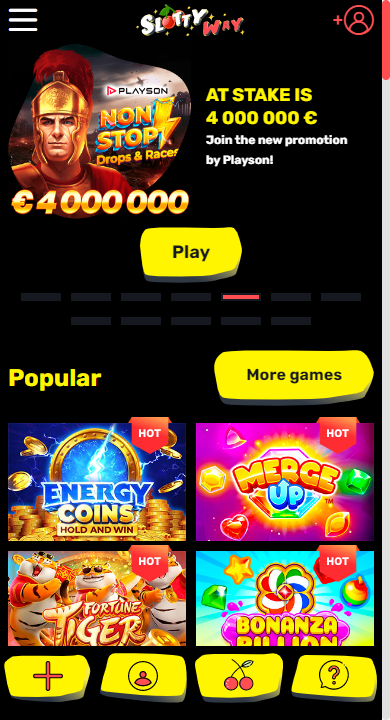 SLOTTY WAY
PLAYSON
NON
STOP
Drops & Races
€ 4 000 000
AT STAKE IS
4 000 000 €
Join the new promotion
by Playson!
Play
Popular
More games
HOT
ENERGY
COINS
HOLD AND WIN
HOT
MERGE
UP
TM
HOT
FORTUNE
TIGER
HOT
BONANZA
BILLION